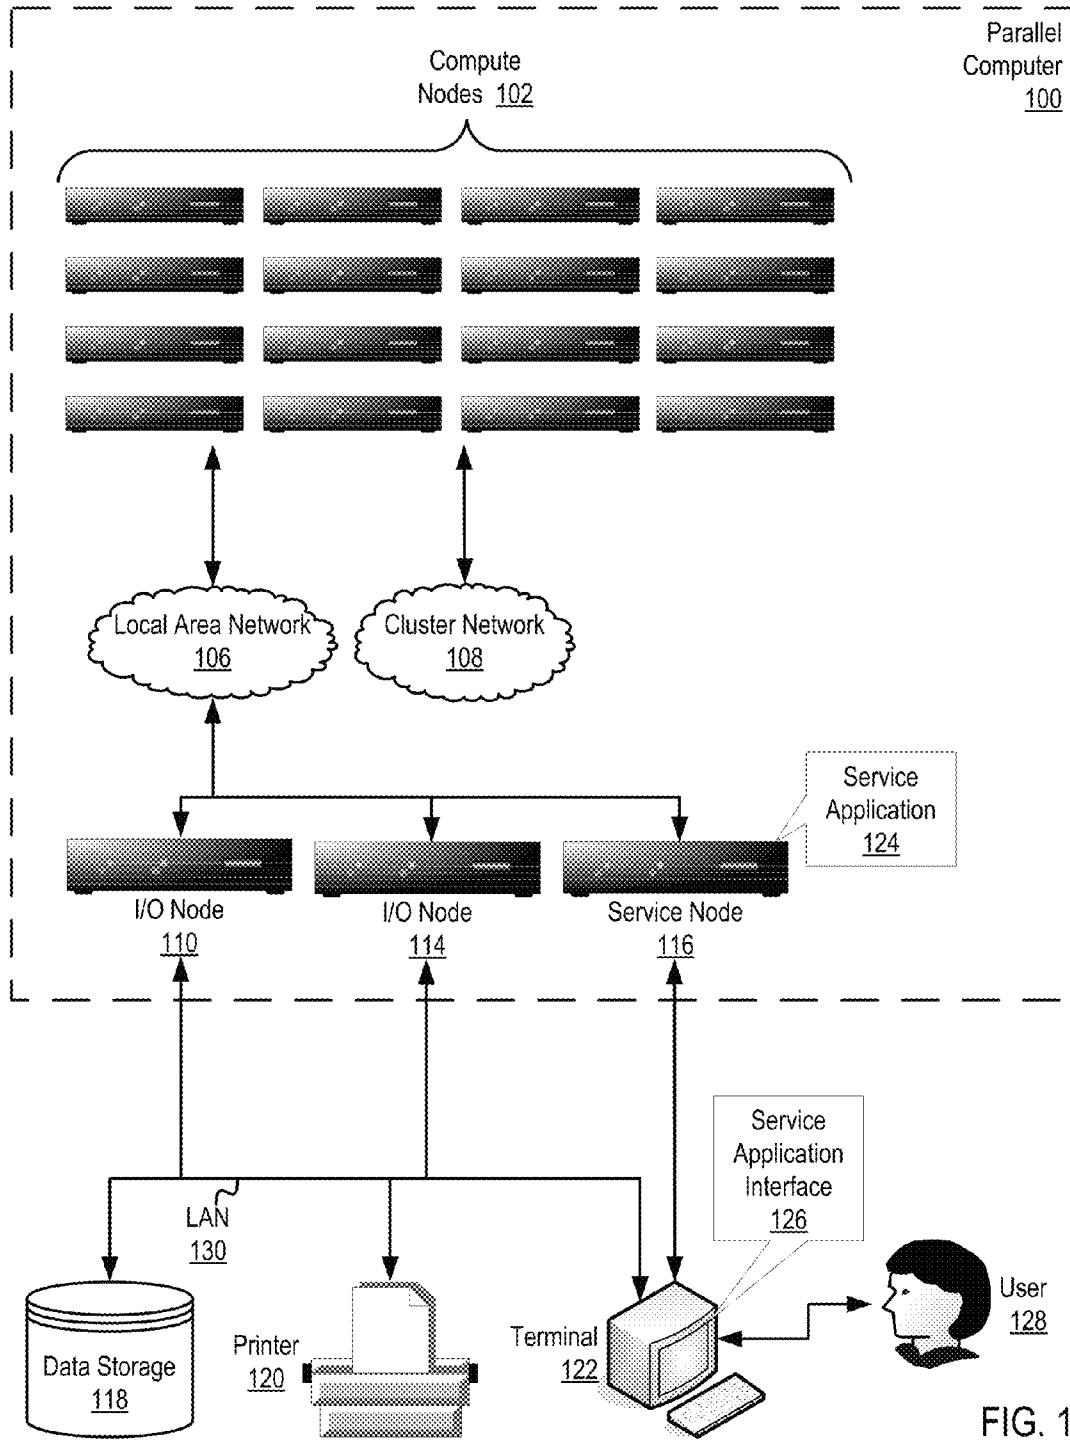 Parallel
Computer
100
Compute
Nodes 102
Local Area Network
106
Cluster Network
108
Service
Application
124
I/O Node
110
I/O Node
114
Service Node
116
Service
Application
Interface
126
LAN
130
Data Storage
118
Printer
120
Terminal
122
User
128
FIG. 1